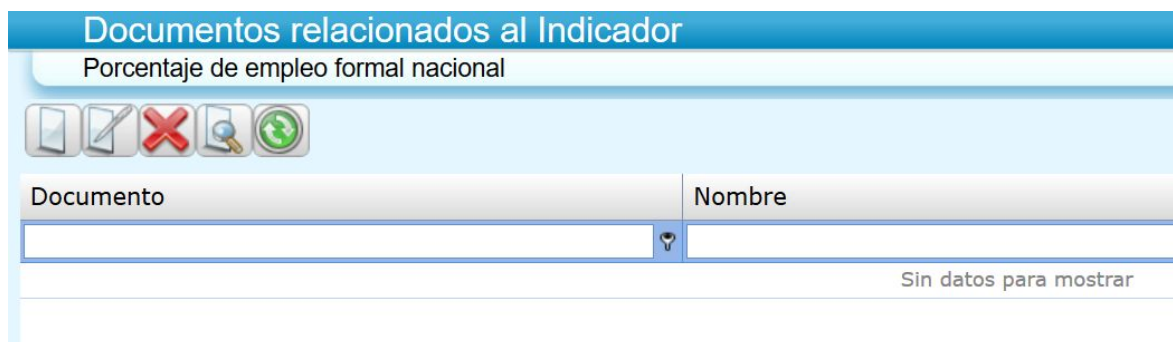 Documentos relacionados al Indicador
Porcentaje de empleo formal nacional
Documento Nombre
Sin datos para mostrar